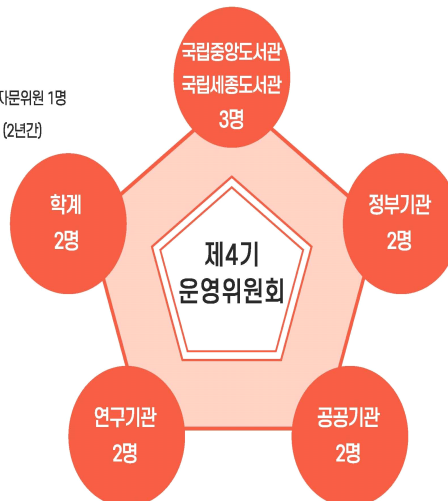 국립중앙도서관
국립세종도서관
3명
자문위원 1명
(2년간)
학계
2명
정부기관
2명
제4기
운영위원회
연구기관
2명
공공기관
2명